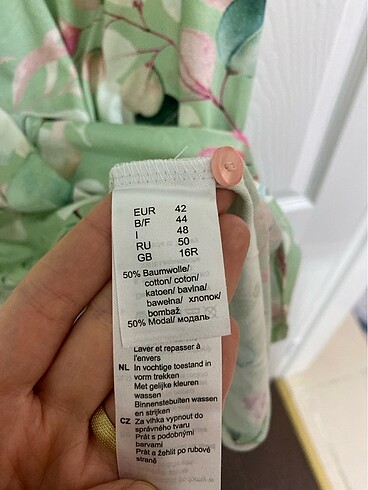 EUR 42
B/F 44
I 48
RU 50
GB 16R
50% Baumwolle/
cotton/ coton/
katoen/ bavlna/
bawełna/ хлопок/
bombaž
50% Modal/ модаль
Laver et repasser à
l'envers
NL In vochtige toestand in
vorm trekken
Met gelijke kleuren
wassen
Binnenstebuiten wassen
en strijken
CZ Za vlhka vypnout do
správného tvaru
Prát s podobnými
barvami
Prát a žehlit po rubové
straně